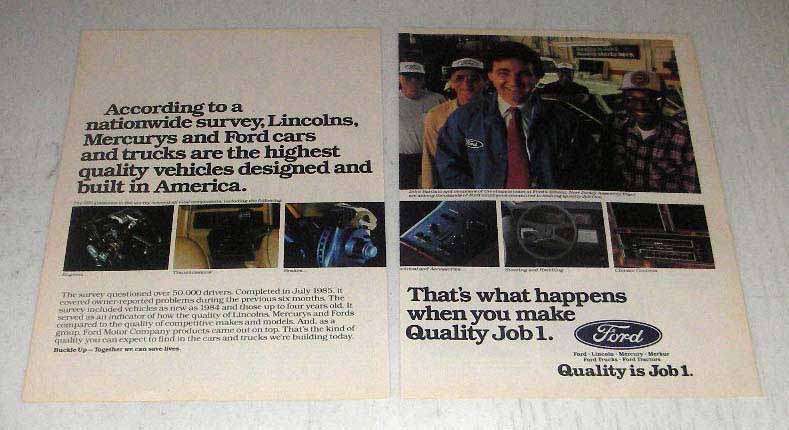 According to a
nationwide survey, Lincolns,
Mercurys and Ford cars
and trucks are the highest
quality vehicles designed and
built in America.
Engines
Transmissions
Brakes
The survey questioned over 50,000 drivers. Completed in July 1985, it
covered owner-reported problems during the previous six months. The
survey included vehicles as new as 1984 and those up to four years old. It
served as an indicator of how the quality of Lincolns, Mercurys and Fords
compared to the quality of competitive makes and models. And, as a
group, Ford Motor Company products came out on top. That's the kind of
quality you can expect to find in the cars and trucks we're building today.
Buckle Up—Together we can save lives.
Ford
and Accessories
Steering and Handling
Climate Controls
That's what happens
when you make
Quality Job 1.
Ford
Ford · Lincoln · Mercury · Merkur
Ford Trucks · Ford Tractors
Quality is Job 1.